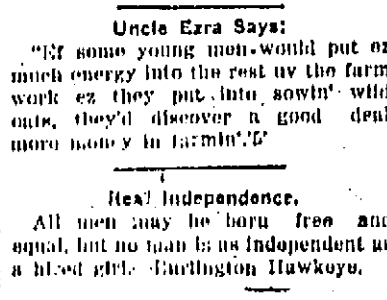 Uncle Ezra Says:
"Ef some young men would put ez
much energy into the rest uv the farm
work ez they put into sowin' wild
oats, they'd discover a good deal
more money in farmin'."
Real Independence.
All men may be born free and
equal, but no man is as independent as
a hired girl.—Burlington Hawkeye.